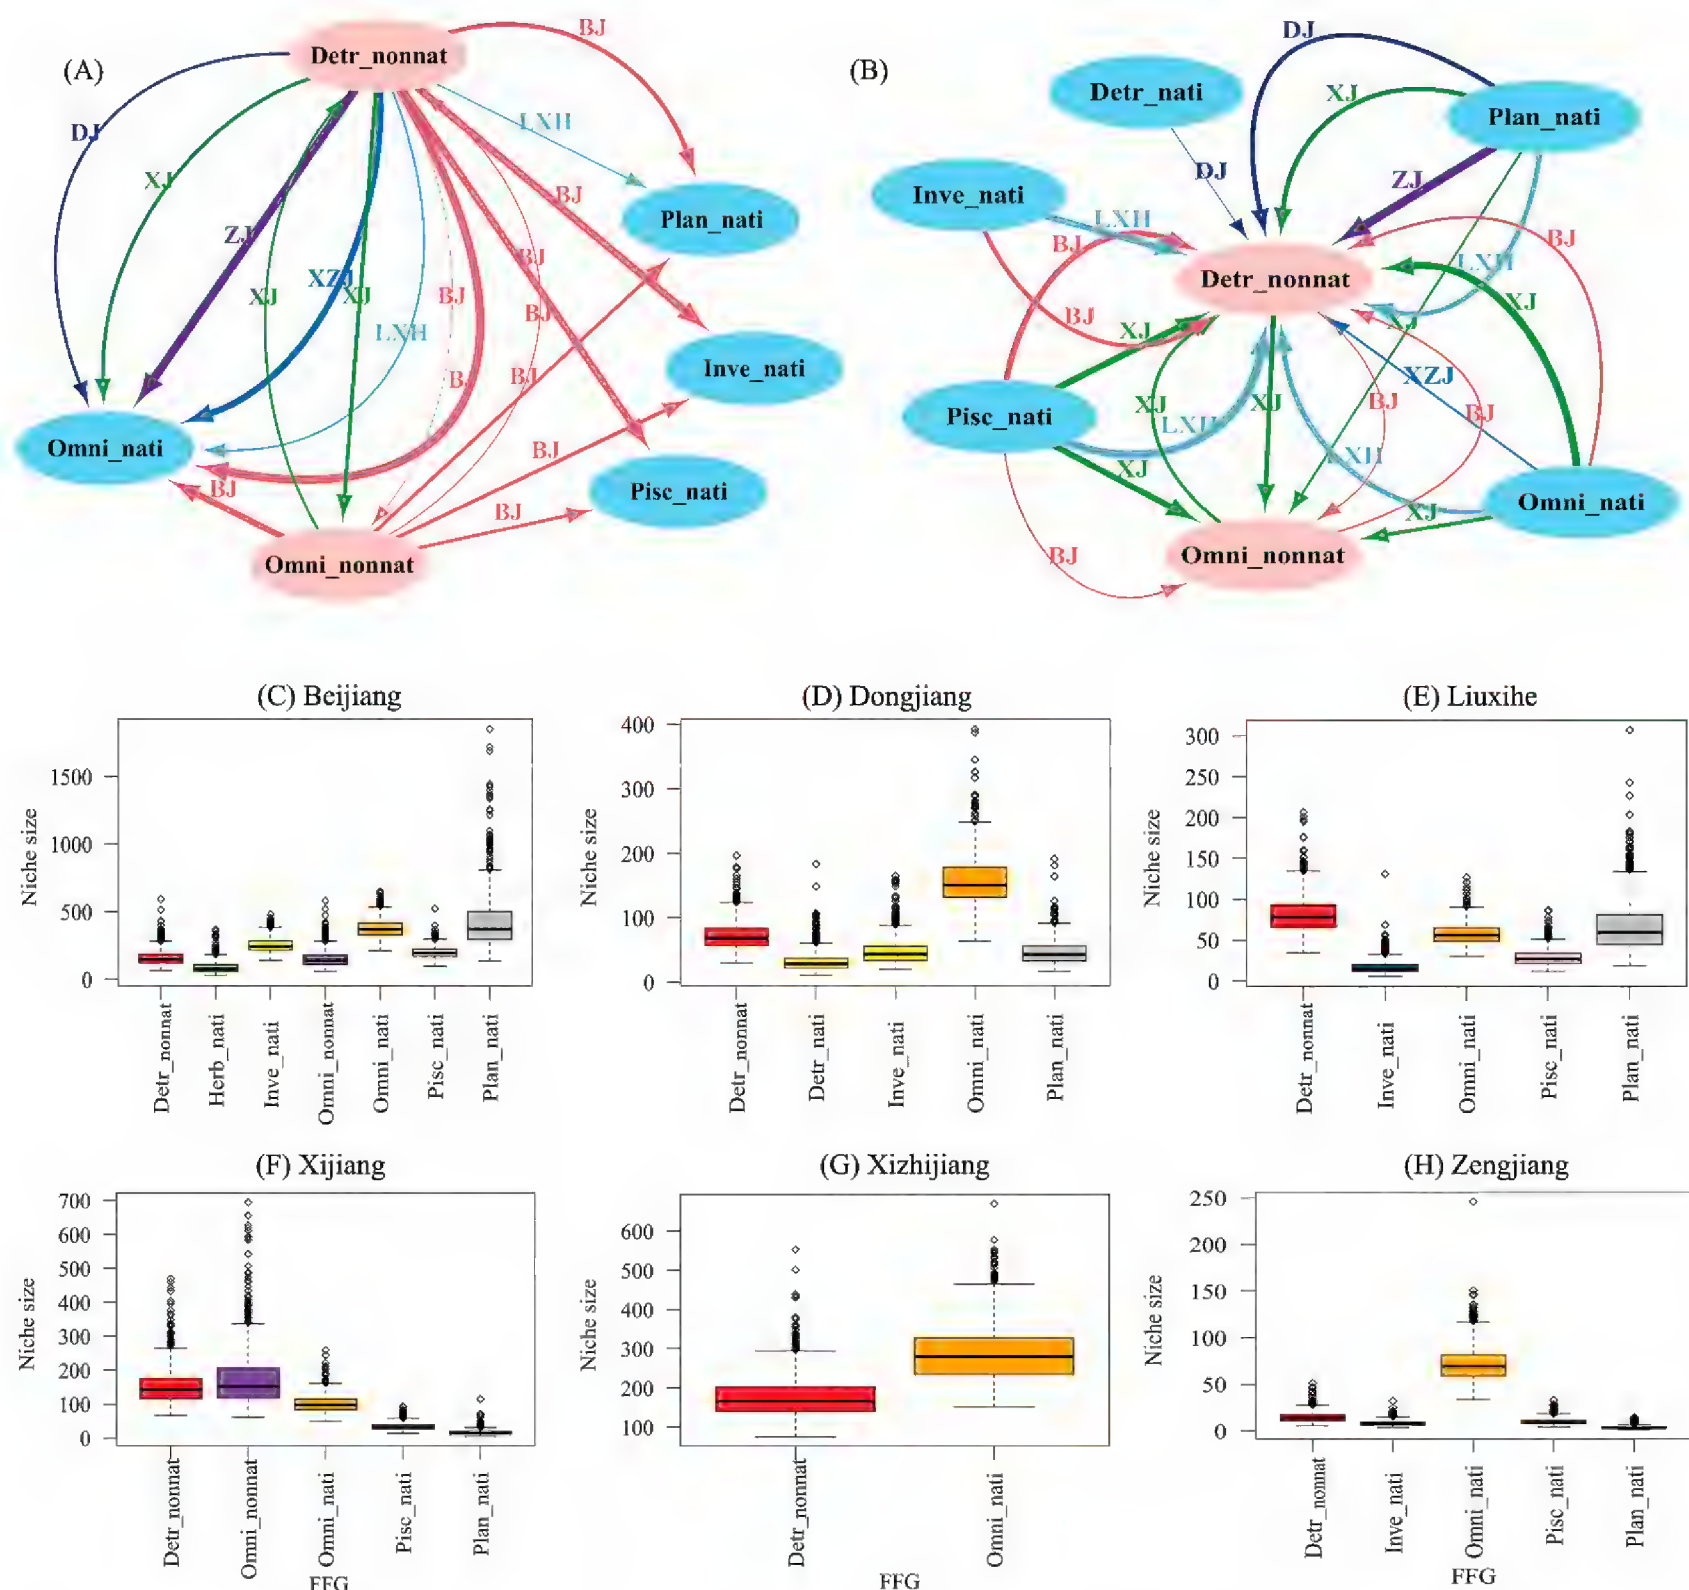 (A)
Detr_nonnat
BJ
DJ
LXH
XJ
BJ
Plan_nati
ZJ
XZJ
XJ
XJ
BJ
BJ
BJ
LXH
BJ
BJ
Inve_nati
Omni_nati
BJ
BJ
BJ
Pisc_nati
Omni_nonnat
(B)
DJ
Detr_nati
XJ
Plan_nati
DJ
ZJ
Inve_nati
LXH
BJ
BJ
LXH
Detr_nonnat
XJ
BJ
XJ
XJ
XZJ
Pisc_nati
XJ
XJ
BJ
BJ
LXH
LXH
XJ
Omni_nati
XJ
BJ
Omni_nonnat
(C) Beijiang
Niche size
1500
1000
500
0
Detr_nonnat
Herb_nati
Inve_nati
Omni_nonnat
Omni_nati
Pisc_nati
Plan_nati
(D) Dongjiang
Niche size
400
300
200
100
0
Detr_nonnat
Detr_nati
Inve_nati
Omni_nati
Plan_nati
(E) Liuxihe
Niche size
300
250
200
150
100
50
0
Detr_nonnat
Inve_nati
Omni_nati
Pisc_nati
Plan_nati
(F) Xijiang
Niche size
700
600
500
400
300
200
100
0
Detr_nonnat
Omni_nonnat
Omni_nati
Pisc_nati
Plan_nati
FFG
(G) Xizhijiang
Niche size
600
500
400
300
200
100
Detr_nonnat
Omni_nati
FFG
(H) Zengjiang
Niche size
250
200
150
100
50
0
Detr_nonnat
Inve_nati
Omni_nati
Pisc_nati
Plan_nati
FFG